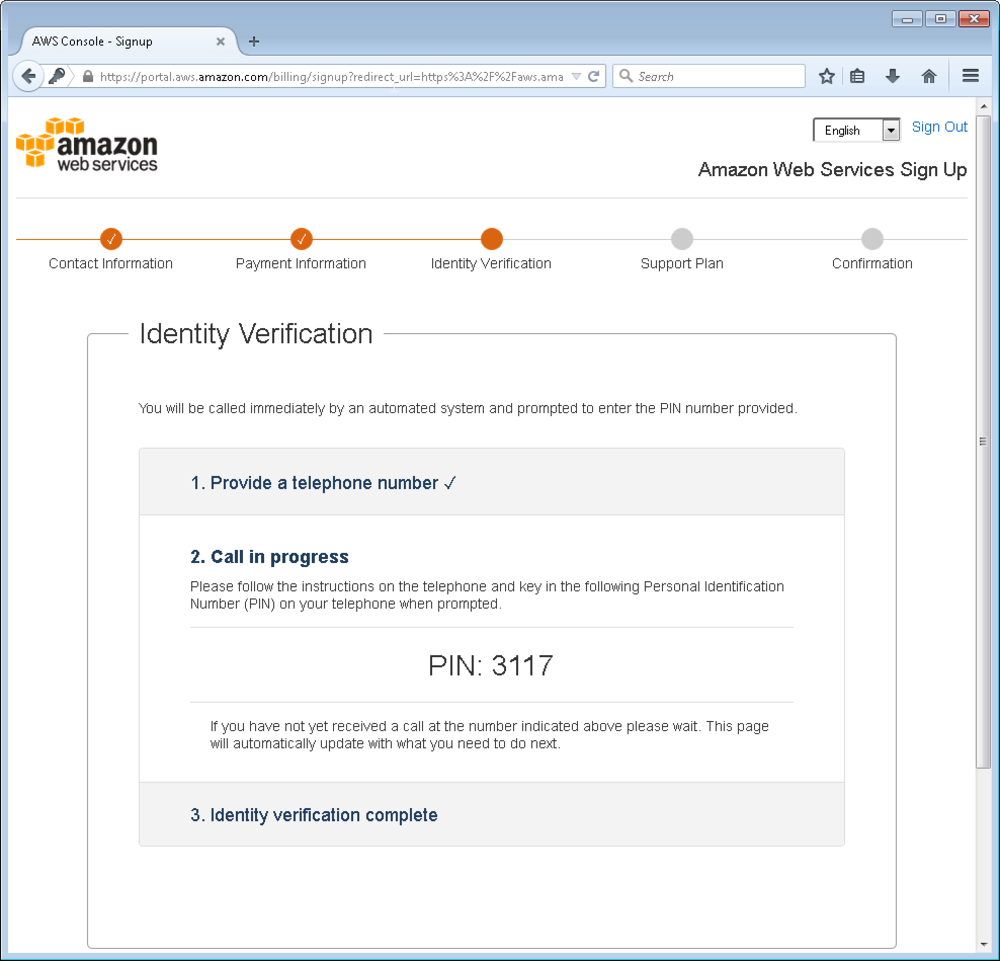 AWS Console - Signup
https://portal.aws.amazon.com/billing/signup?redirect_url=https%3A%2F%2Faws.ama
Search
amazon
web services
English
Sign Out
Amazon Web Services Sign Up
Contact Information
Payment Information
Identity Verification
Support Plan
Confirmation
Identity Verification
You will be called immediately by an automated system and prompted to enter the PIN number provided.
1. Provide a telephone number ✓
2. Call in progress
Please follow the instructions on the telephone and key in the following Personal Identification
Number (PIN) on your telephone when prompted.
PIN: 3117
If you have not yet received a call at the number indicated above please wait. This page
will automatically update with what you need to do next.
3. Identity verification complete